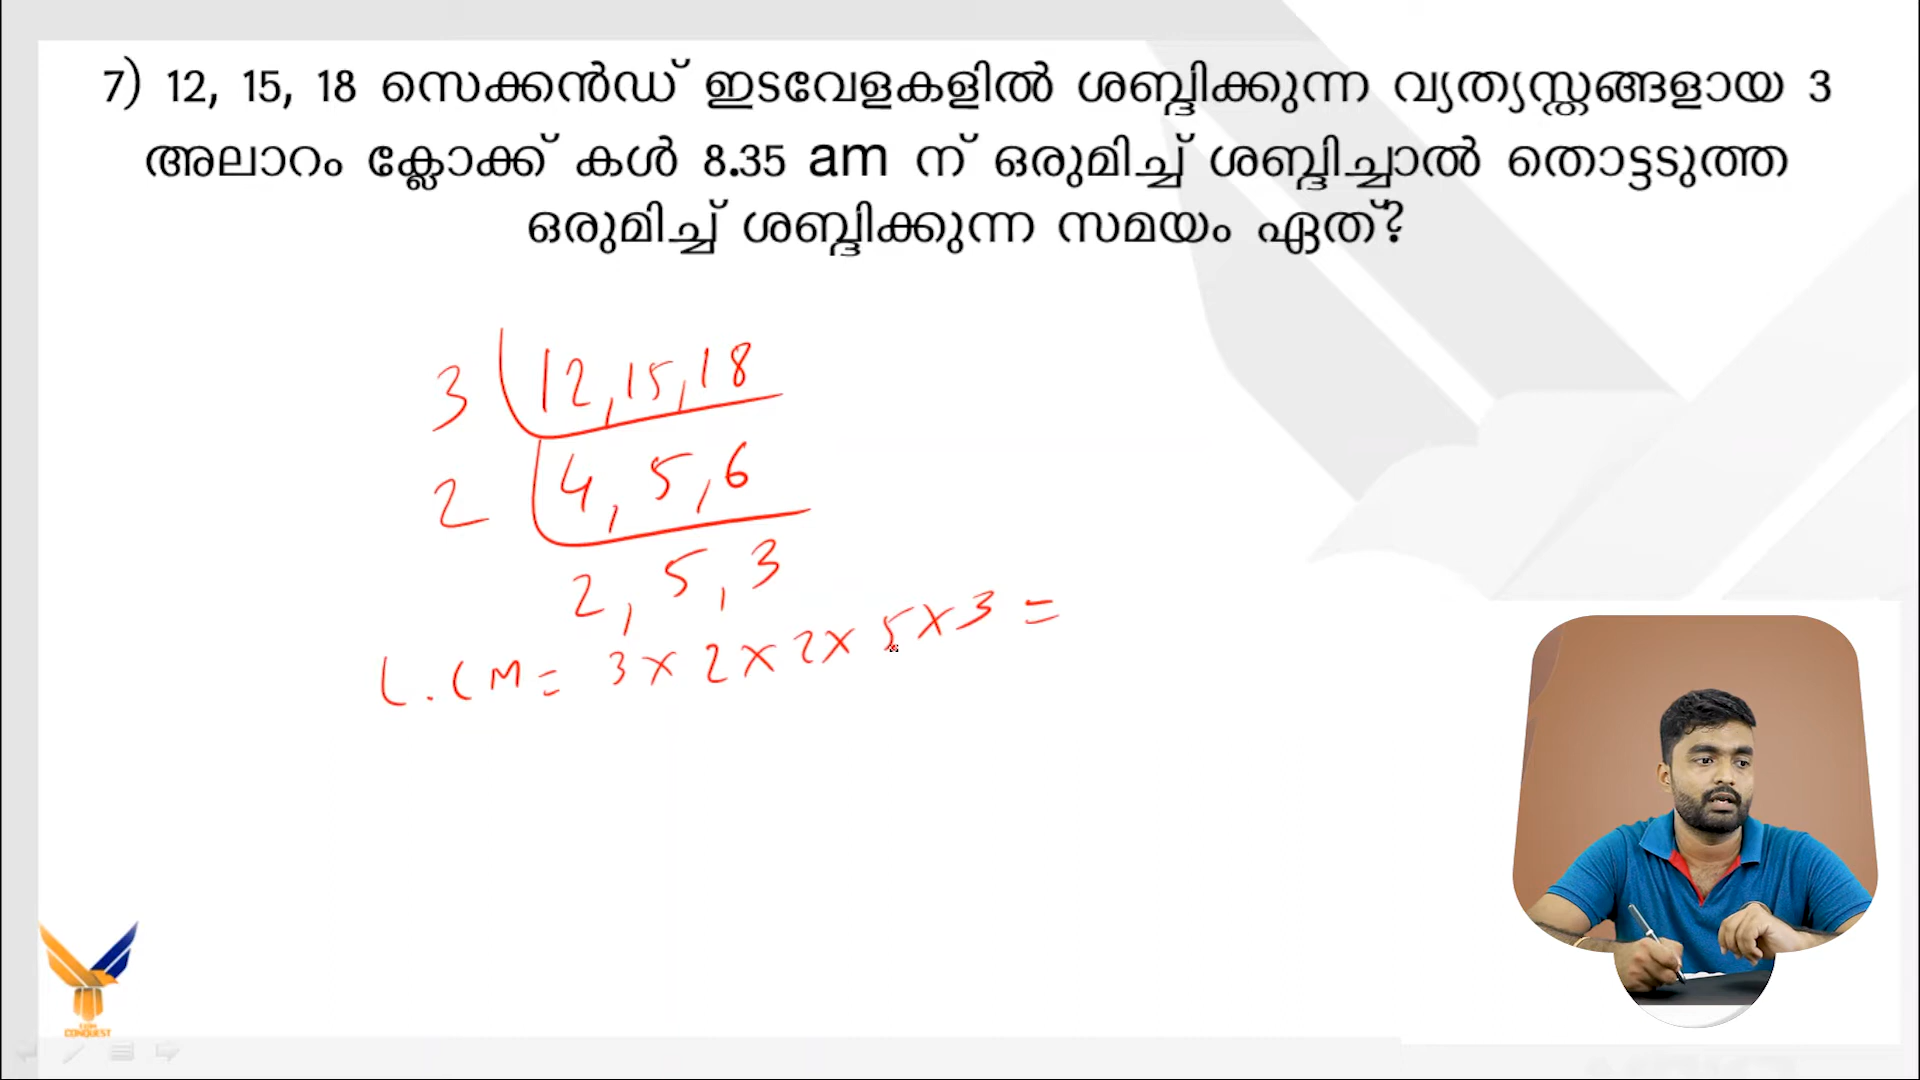 7) 12, 15, 18 സെക്കൻഡ് ഇടവേളകളിൽ ശബ്ദിക്കുന്ന വ്യത്യസ്തങ്ങളായ 3
അലാറം ക്ലോക്ക് കൾ 8.35 am ന് ഒരുമിച്ച് ശബ്ദിച്ചാൽ തൊട്ടടുത്ത
ഒരുമിച്ച് ശബ്ദിക്കുന്ന സമയം ഏത്?
3 12, 15, 18
2 4, 5, 6
2, 5, 3
L.CM = 3 x 2 x 2 x 5 x 3 =
CONQUEST